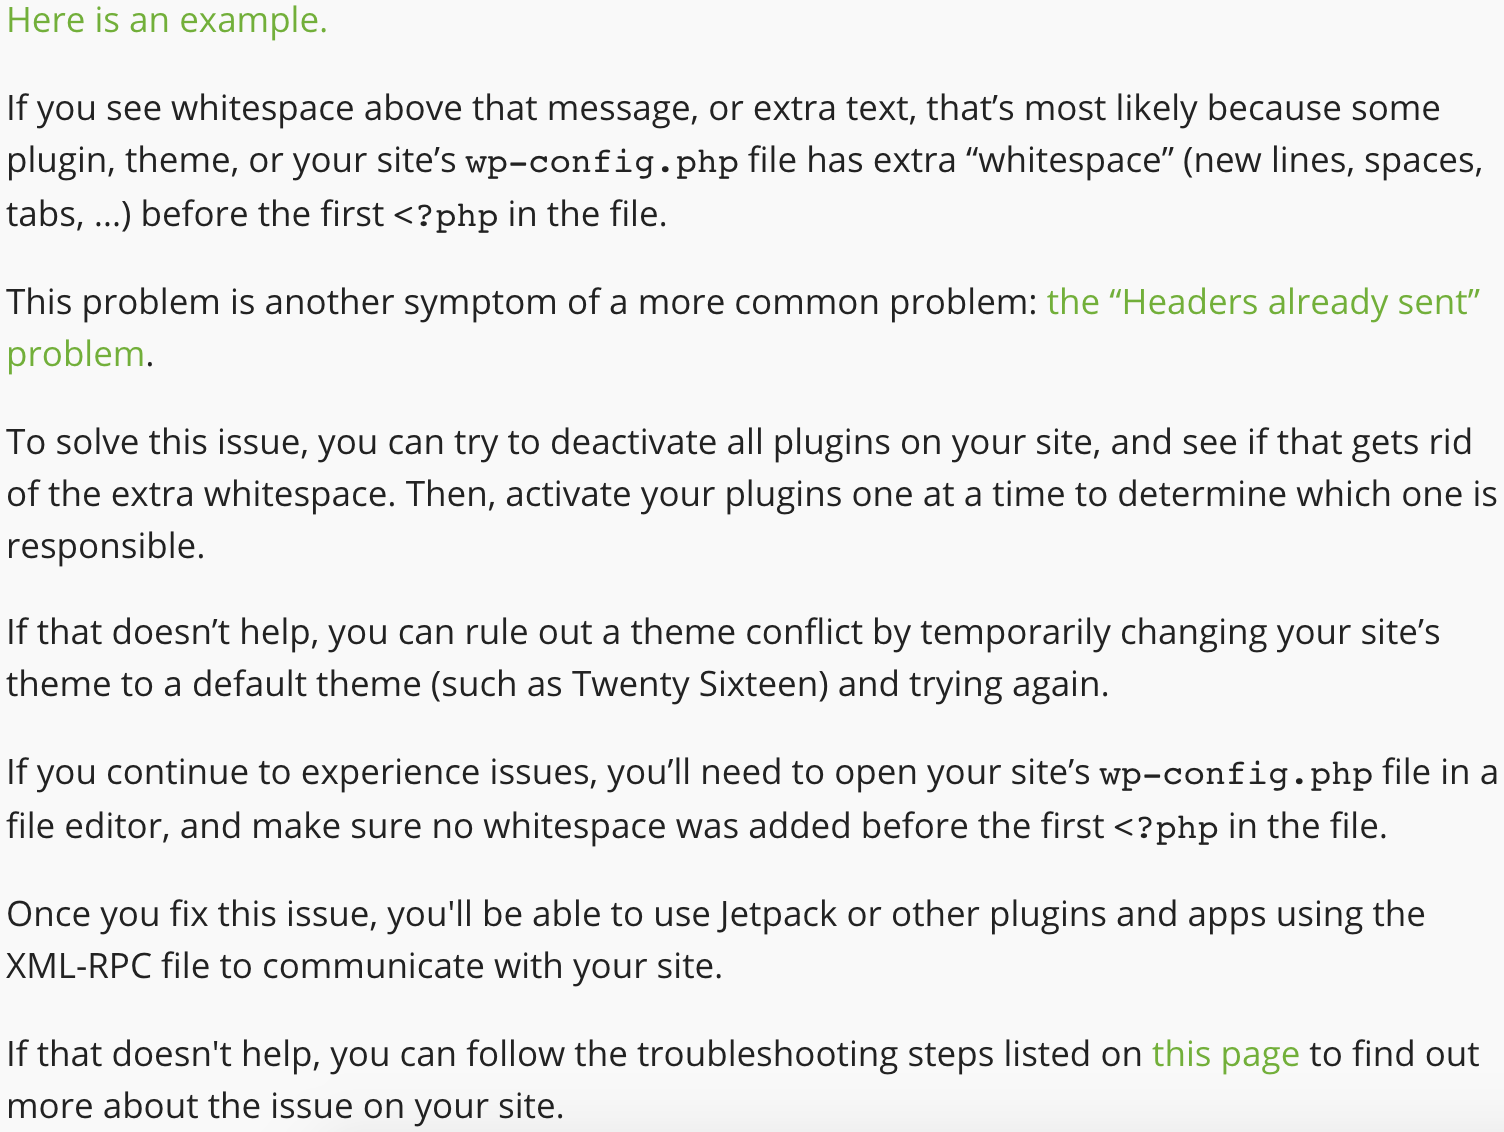 Here is an example.
If you see whitespace above that message, or extra text, that’s most likely because some
plugin, theme, or your site’s wp-config.php file has extra “whitespace” (new lines, spaces,
tabs, ...) before the first <?php in the file.
This problem is another symptom of a more common problem: the “Headers already sent”
problem.
To solve this issue, you can try to deactivate all plugins on your site, and see if that gets rid
of the extra whitespace. Then, activate your plugins one at a time to determine which one is
responsible.
If that doesn’t help, you can rule out a theme conflict by temporarily changing your site’s
theme to a default theme (such as Twenty Sixteen) and trying again.
If you continue to experience issues, you’ll need to open your site’s wp-config.php file in a
file editor, and make sure no whitespace was added before the first <?php in the file.
Once you fix this issue, you'll be able to use Jetpack or other plugins and apps using the
XML-RPC file to communicate with your site.
If that doesn't help, you can follow the troubleshooting steps listed on this page to find out
more about the issue on your site.